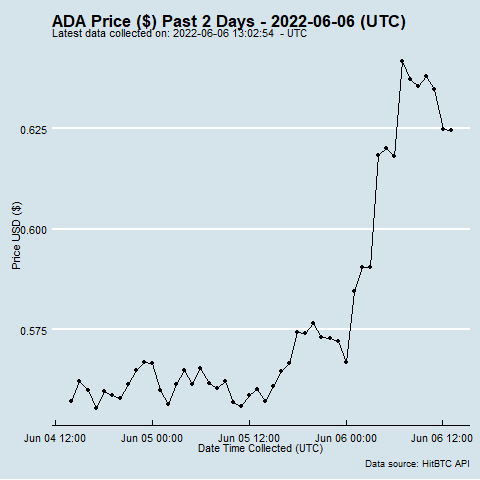 ADA Price ($) Past 2 Days - 2022-06-06 (UTC)
Latest data collected on: 2022-06-06 13:02:54 - UTC
0.625
0.600
0.575
Price USD ($)
Jun 04 12:00 Jun 05 00:00 Jun 05 12:00 Jun 06 00:00 Jun 06 12:00
Date Time Collected (UTC)
Data source: HitBTC API